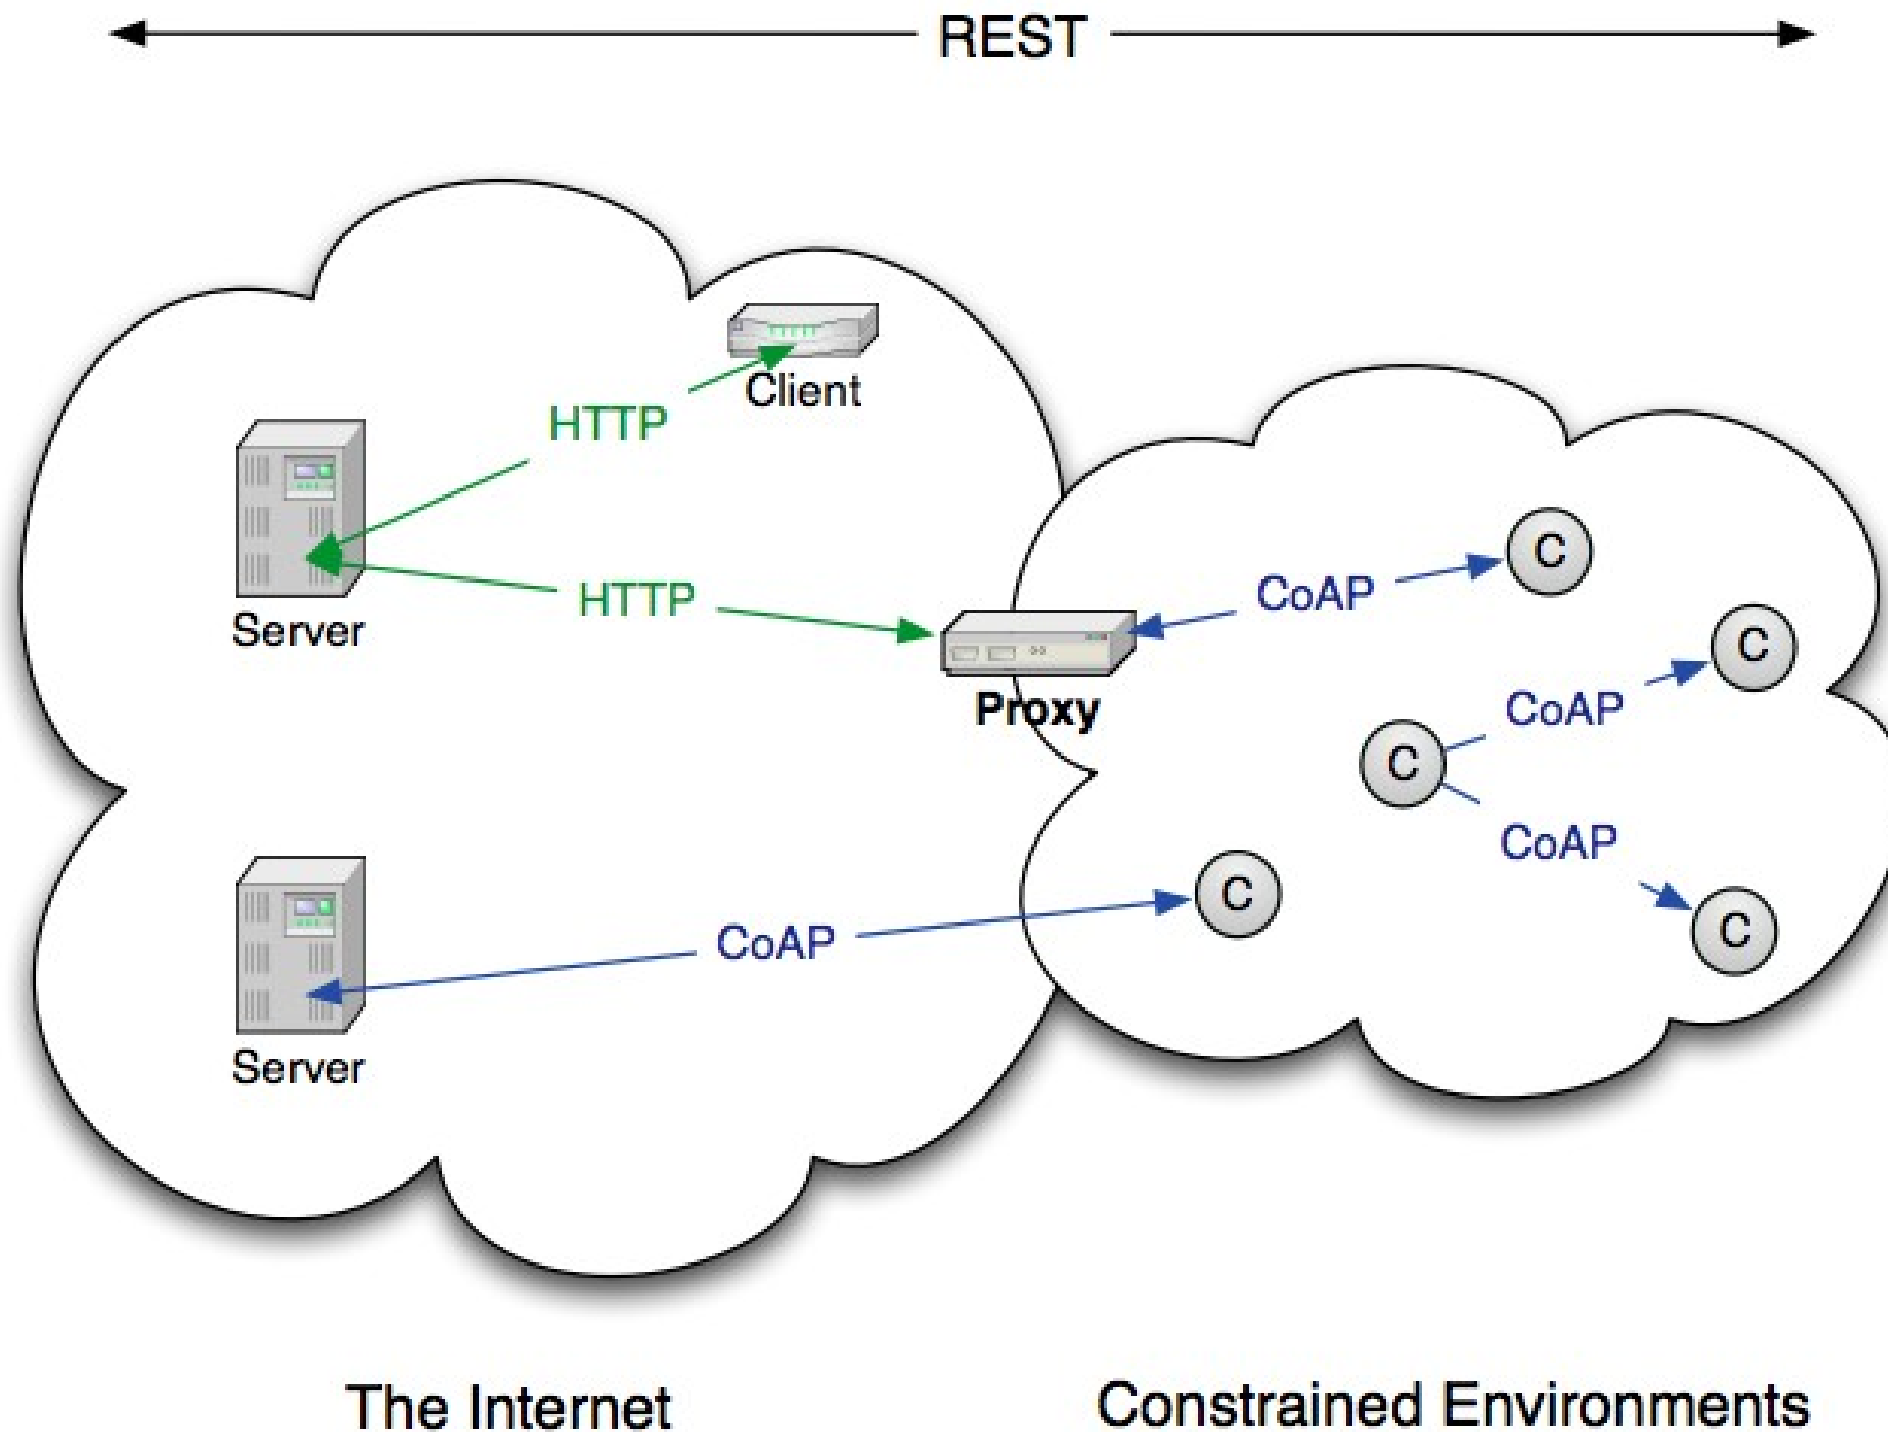 REST
Client
HTTP
Server
HTTP
Proxy
CoAP
C
C
CoAP
C
CoAP
C
C
CoAP
Server
The Internet
Constrained Environments